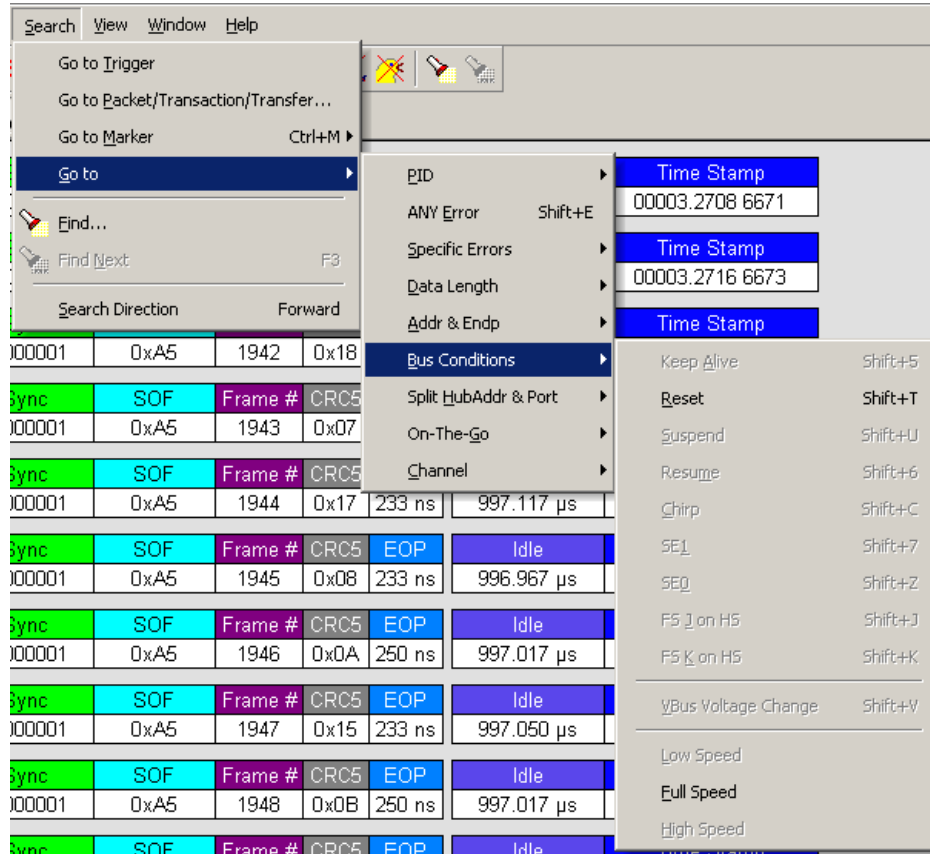 Search View Window Help
Go to Trigger
Go to Packet/Transaction/Transfer...
Go to Marker Ctrl+M
Go to
Find...
Find Next F3
Search Direction Forward
PID
ANY Error Shift+E
Specific Errors
Data Length
Addr & Endp
Bus Conditions
Split HubAddr & Port
On-The-Go
Channel
Keep Alive Shift+5
Reset Shift+T
Suspend Shift+U
Resume Shift+6
Chirp Shift+C
SE1 Shift+7
SE0 Shift+Z
FS J on HS Shift+J
FS K on HS Shift+K
VBus Voltage Change Shift+V
Low Speed
Full Speed
High Speed
Time Stamp
00003.2708 6671
Time Stamp
00003.2716 6673
Time Stamp
000001 0xA5 1942 0x18
Sync SOF Frame # CRC5
000001 0xA5 1943 0x07
Sync SOF Frame # CRC5
000001 0xA5 1944 0x17 233 ns 997.117 µs
Sync SOF Frame # CRC5 EOP Idle
000001 0xA5 1945 0x08 233 ns 996.967 µs
Sync SOF Frame # CRC5 EOP Idle
000001 0xA5 1946 0x0A 250 ns 997.017 µs
Sync SOF Frame # CRC5 EOP Idle
000001 0xA5 1947 0x15 233 ns 997.050 µs
Sync SOF Frame # CRC5 EOP Idle
000001 0xA5 1948 0x0B 250 ns 997.017 µs
Sync SOF Frame # CRC5 EOP Idle Time Stamp